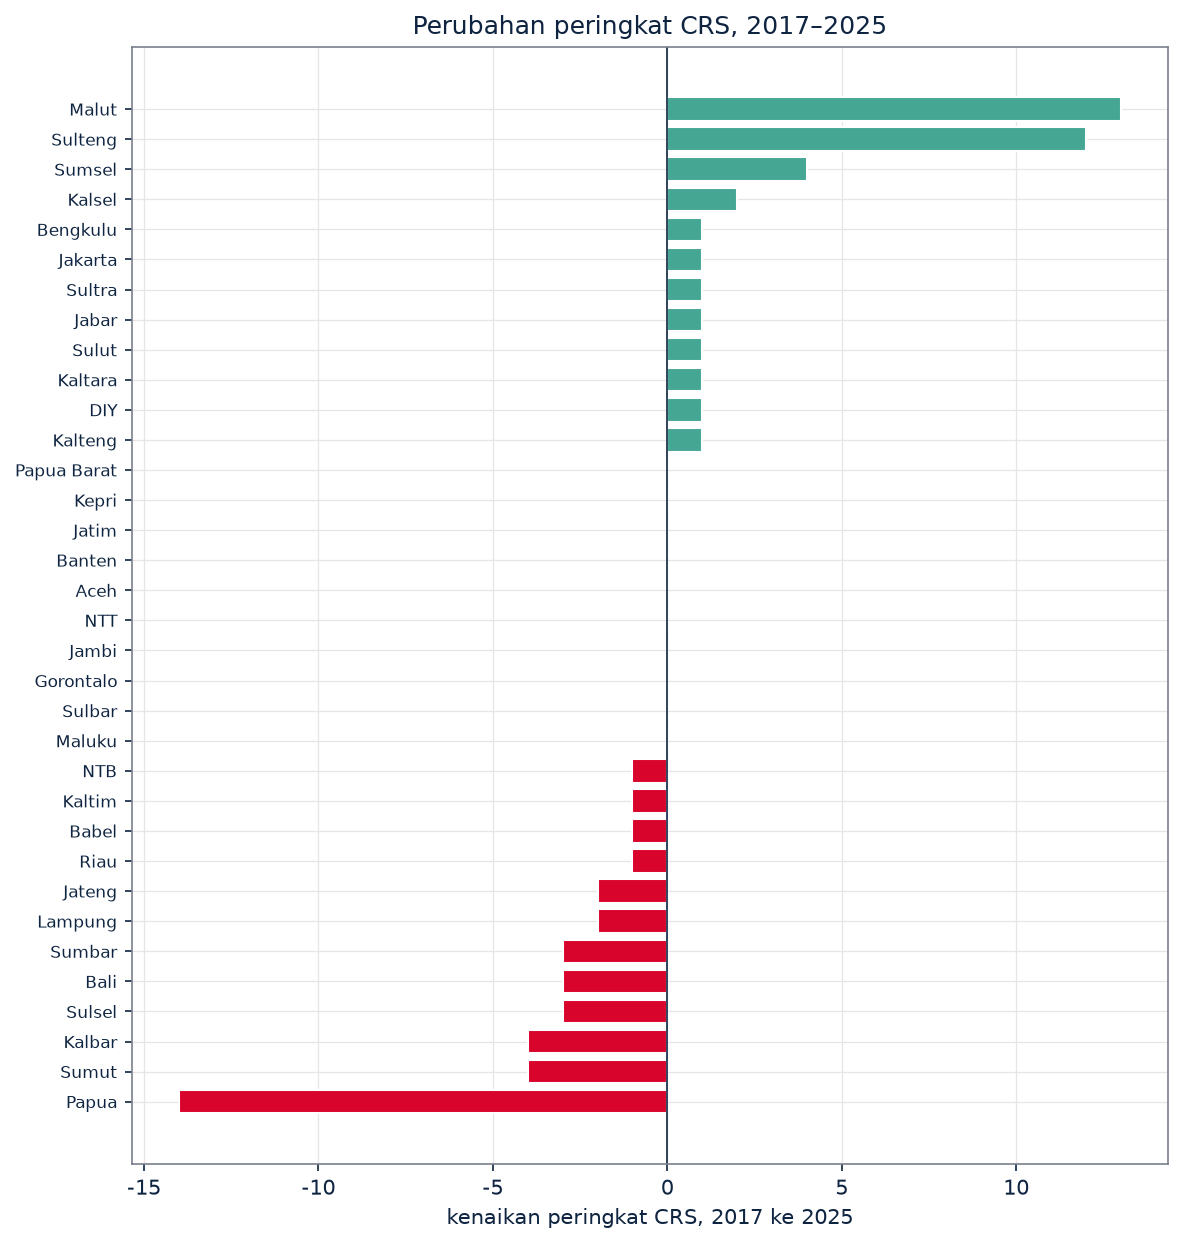 Perubahan peringkat CRS, 2017–2025
Malut
Sulteng
Sumsel
Kalsel
Bengkulu
Jakarta
Sultra
Jabar
Sulut
Kaltara
DIY
Kalteng
Papua Barat
Kepri
Jatim
Banten
Aceh
NTT
Jambi
Gorontalo
Sulbar
Maluku
NTB
Kaltim
Babel
Riau
Jateng
Lampung
Sumbar
Bali
Sulsel
Kalbar
Sumut
Papua
-15 -10 -5 0 5 10
kenaikan peringkat CRS, 2017 ke 2025